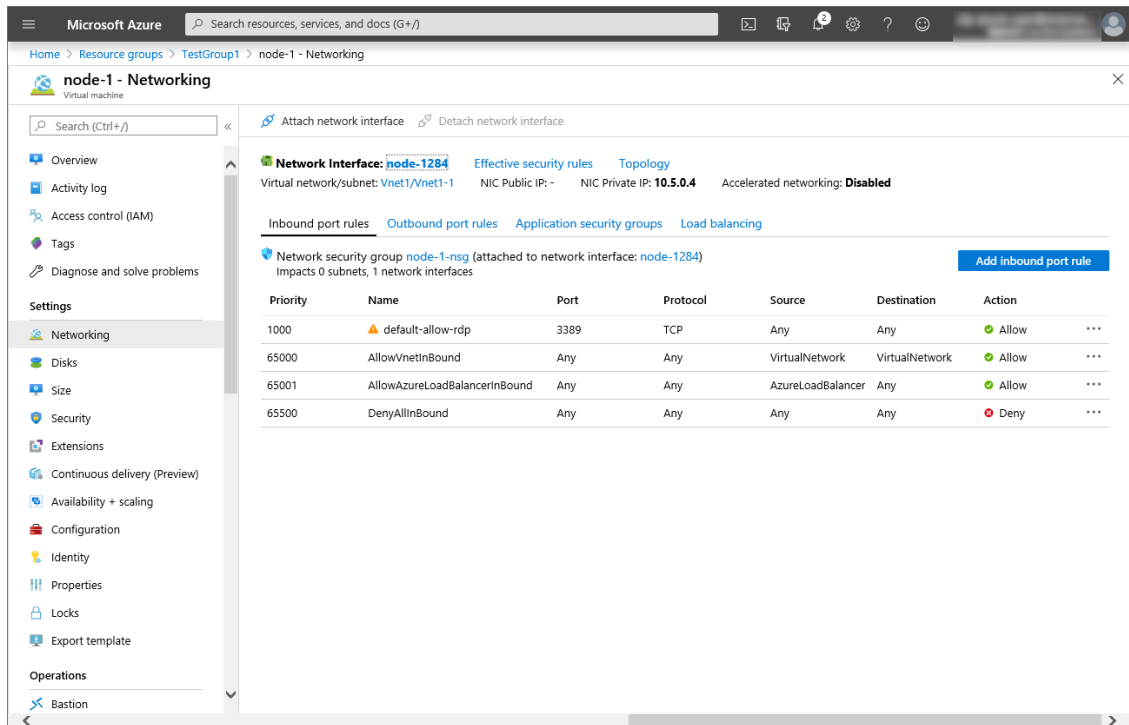 Microsoft Azure
Search resources, services, and docs (G+/)
2
Home > Resource groups > TestGroup1 > node-1 - Networking
node-1 - Networking
Virtual machine
Search (Ctrl+/)
Overview
Activity log
Access control (IAM)
Tags
Diagnose and solve problems
Settings
Networking
Disks
Size
Security
Extensions
Continuous delivery (Preview)
Availability + scaling
Configuration
Identity
Properties
Locks
Export template
Operations
Bastion
Attach network interface Detach network interface
Network Interface: node-1284 Effective security rules Topology
Virtual network/subnet: Vnet1/Vnet1-1 NIC Public IP: - NIC Private IP: 10.5.0.4 Accelerated networking: Disabled
Inbound port rules Outbound port rules Application security groups Load balancing
Network security group node-1-nsg (attached to network interface: node-1284)
Impacts 0 subnets, 1 network interfaces
Add inbound port rule
Priority Name Port Protocol Source Destination Action
1000 default-allow-rdp 3389 TCP Any Any Allow
65000 AllowVnetInBound Any Any VirtualNetwork VirtualNetwork Allow
65001 AllowAzureLoadBalancerInBound Any Any AzureLoadBalancer Any Allow
65500 DenyAllInBound Any Any Any Any Deny